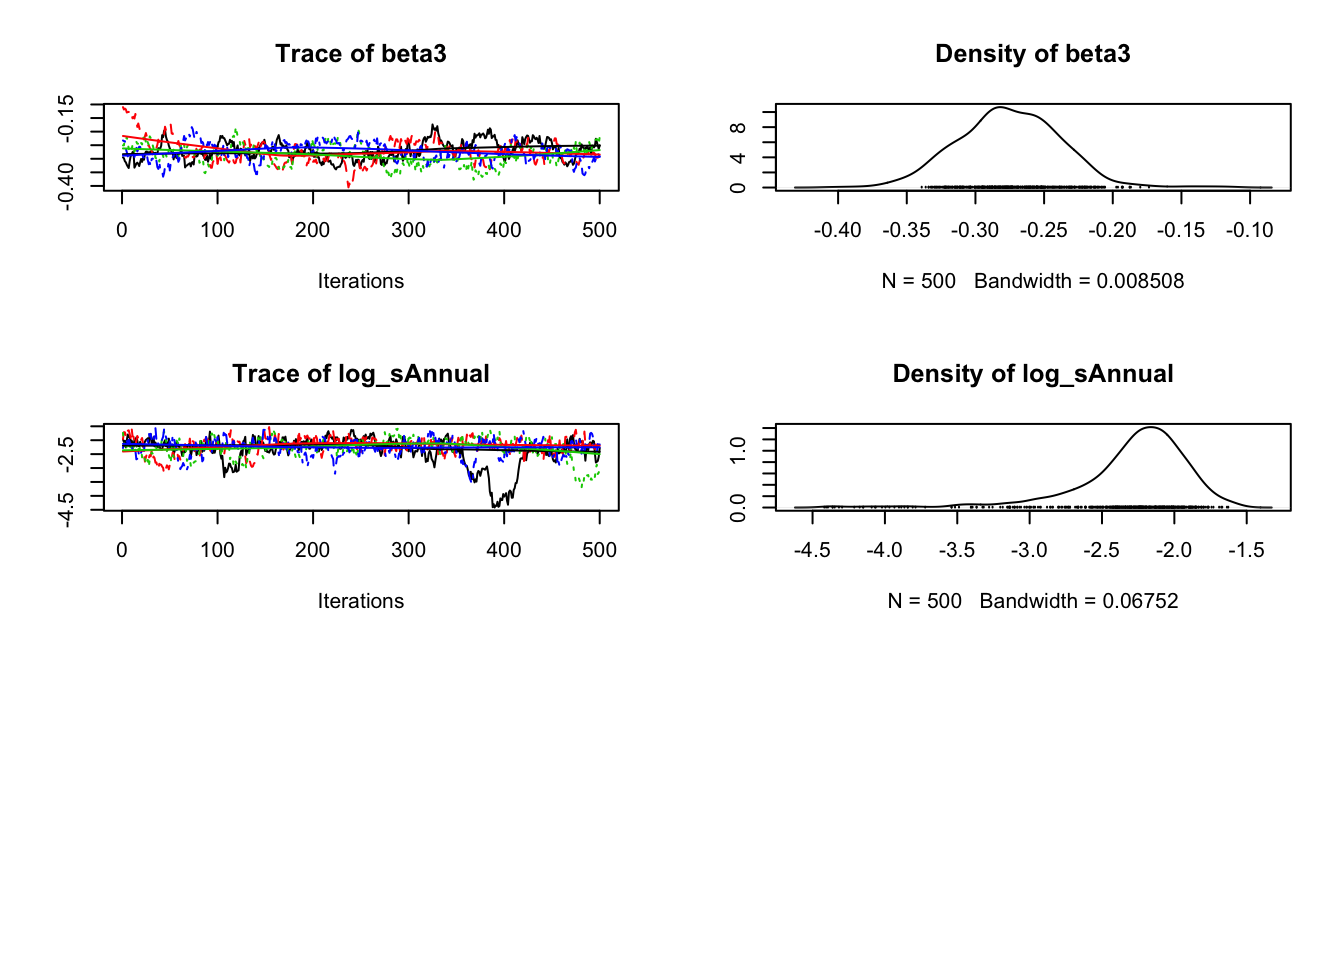 Trace of beta3
-0.40 -0.15
0 100 200 300 400 500
Iterations
Density of beta3
0 4 8
-0.40 -0.35 -0.30 -0.25 -0.20 -0.15 -0.10
N = 500 Bandwidth = 0.008508
Trace of log_sAnnual
-4.5 -2.5
0 100 200 300 400 500
Iterations
Density of log_sAnnual
0.0 1.0
-4.5 -4.0 -3.5 -3.0 -2.5 -2.0 -1.5
N = 500 Bandwidth = 0.06752